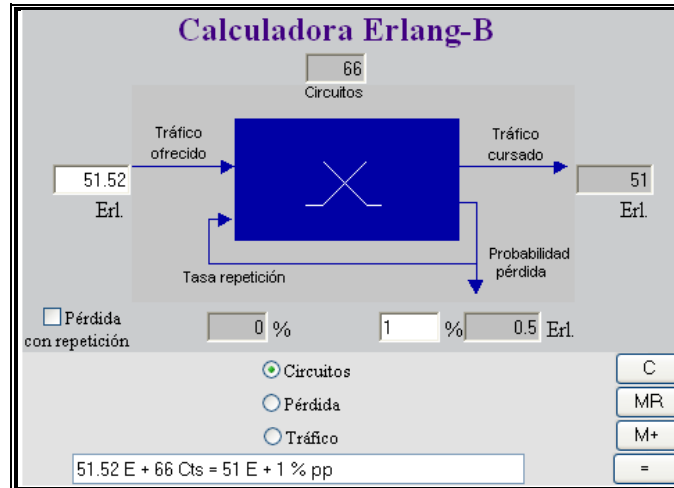 Calculadora Erlang-B
66
Circuitos
Tráfico
ofrecido
Tráfico
cursado
51.52
Erl.
51
Erl.
Tasa repetición
Probabilidad
pérdida
Pérdida
con repetición
0 %
1 %
0.5 Erl.
Circuitos
Pérdida
Tráfico
C
MR
M+
=
51.52 E + 66 Cts = 51 E + 1 % pp